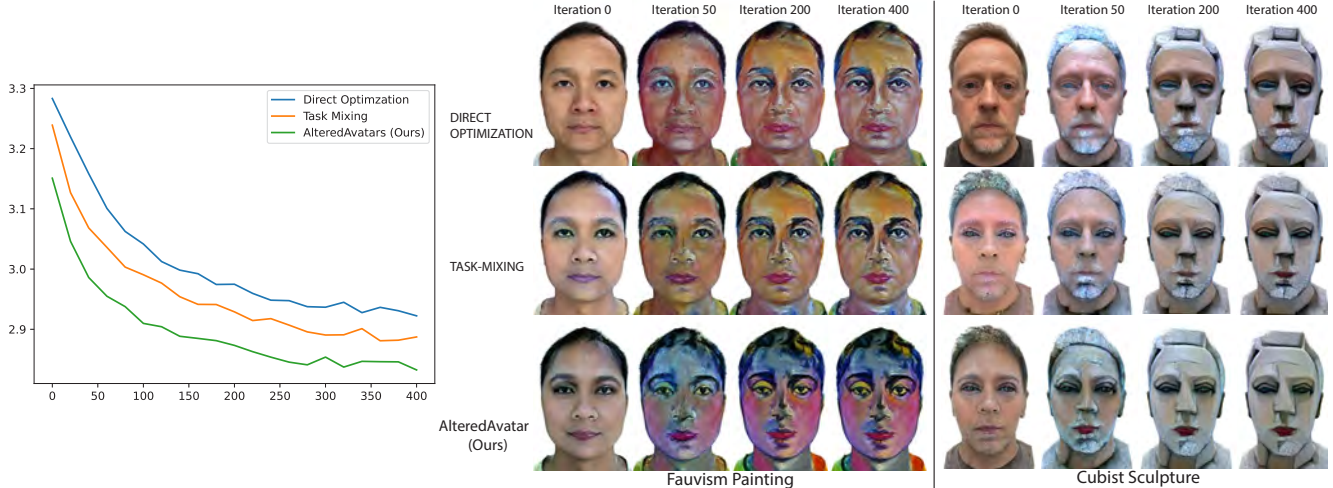 Iteration 0 Iteration 50 Iteration 200 Iteration 400 Iteration 0 Iteration 50 Iteration 200 Iteration 400
3.3
3.2
3.1
3.0
2.9
0 50 100 150 200 250 300 350 400
Direct Optimzation
Task Mixing
AlteredAvatars (Ours)
DIRECT
OPTIMIZATION
TASK-MIXING
AlteredAvatar
(Ours)
Fauvism Painting
Cubist Sculpture